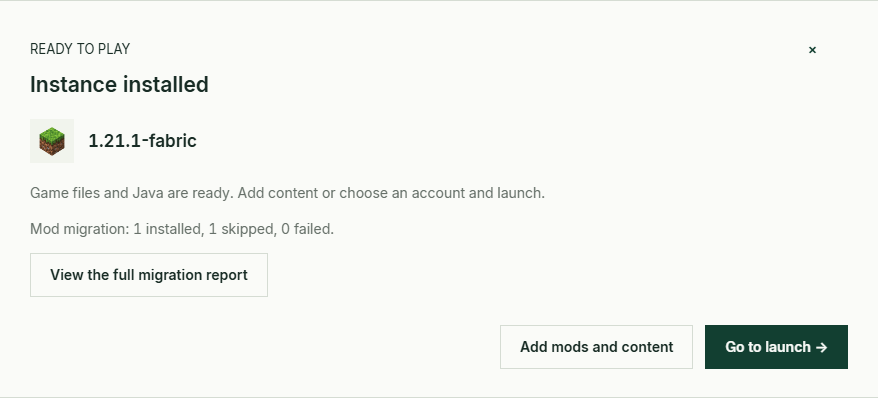 READY TO PLAY
×
Instance installed
1.21.1-fabric
Game files and Java are ready. Add content or choose an account and launch.
Mod migration: 1 installed, 1 skipped, 0 failed.
View the full migration report
Add mods and content
Go to launch →